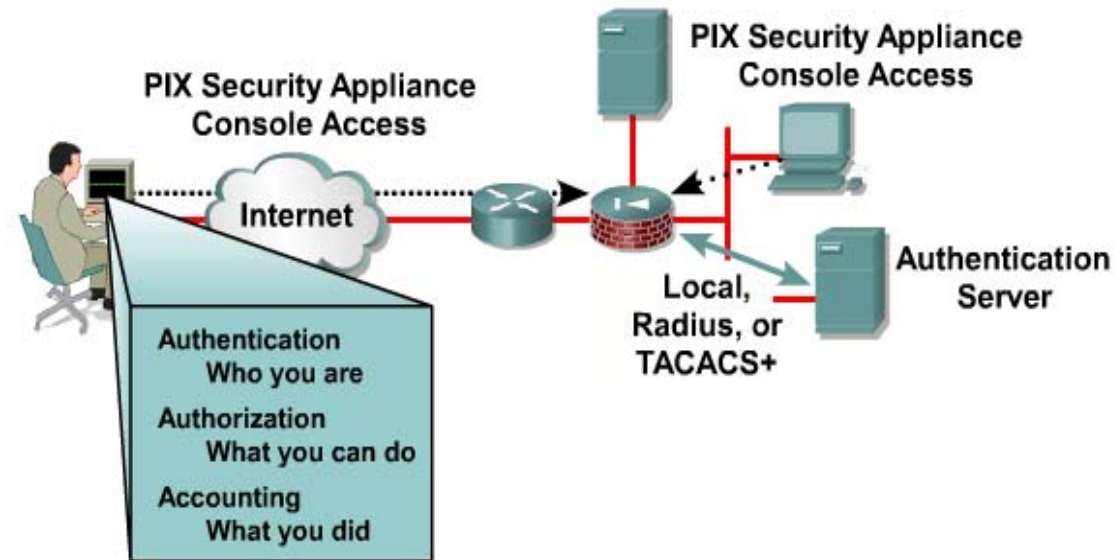 PIX Security Appliance
Console Access
PIX Security Appliance
Console Access
Internet
Local,
Radius, or
TACACS+
Authentication
Server
Authentication
Who you are
Authorization
What you can do
Accounting
What you did